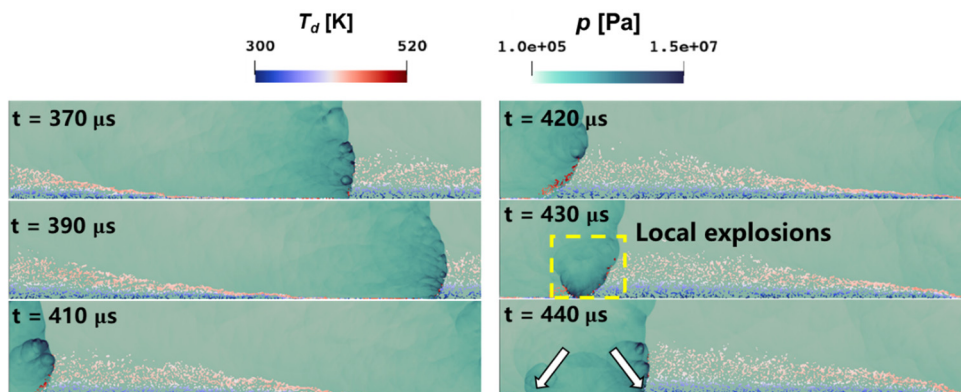 T_d [K]
300 520
p [Pa]
1.0e+05 1.5e+07
t = 370 μs
t = 390 μs
t = 410 μs
t = 420 μs
t = 430 μs
Local explosions
t = 440 μs